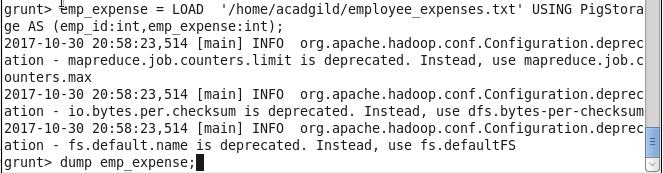 grunt> emp_expense = LOAD  '/home/acadgild/employee_expenses.txt' USING PigStora
ge AS (emp_id:int,emp_expense:int);
2017-10-30 20:58:23,514 [main] INFO  org.apache.hadoop.conf.Configuration.deprec
ation - mapreduce.job.counters.limit is deprecated. Instead, use mapreduce.job.c
ounters.max
2017-10-30 20:58:23,514 [main] INFO  org.apache.hadoop.conf.Configuration.deprec
ation - io.bytes.per.checksum is deprecated. Instead, use dfs.bytes-per-checksum
2017-10-30 20:58:23,514 [main] INFO  org.apache.hadoop.conf.Configuration.deprec
ation - fs.default.name is deprecated. Instead, use fs.defaultFS
grunt> dump emp_expense;